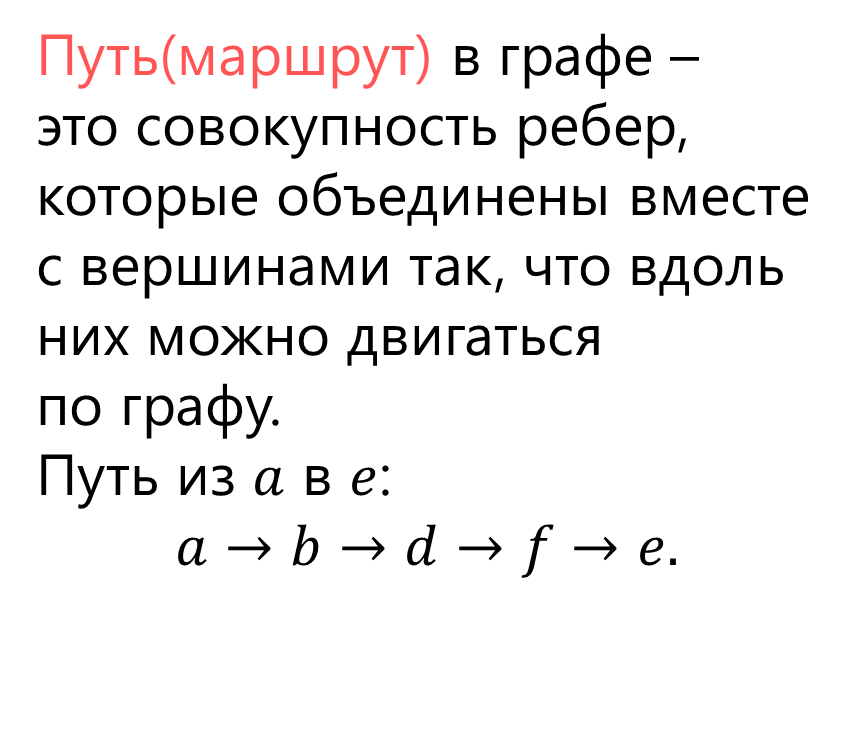 Путь(маршрут) в графе –
это совокупность ребер,
которые объединены вместе
с вершинами так, что вдоль
них можно двигаться
по графу.
Путь из a в e:
a → b → d → f → e.